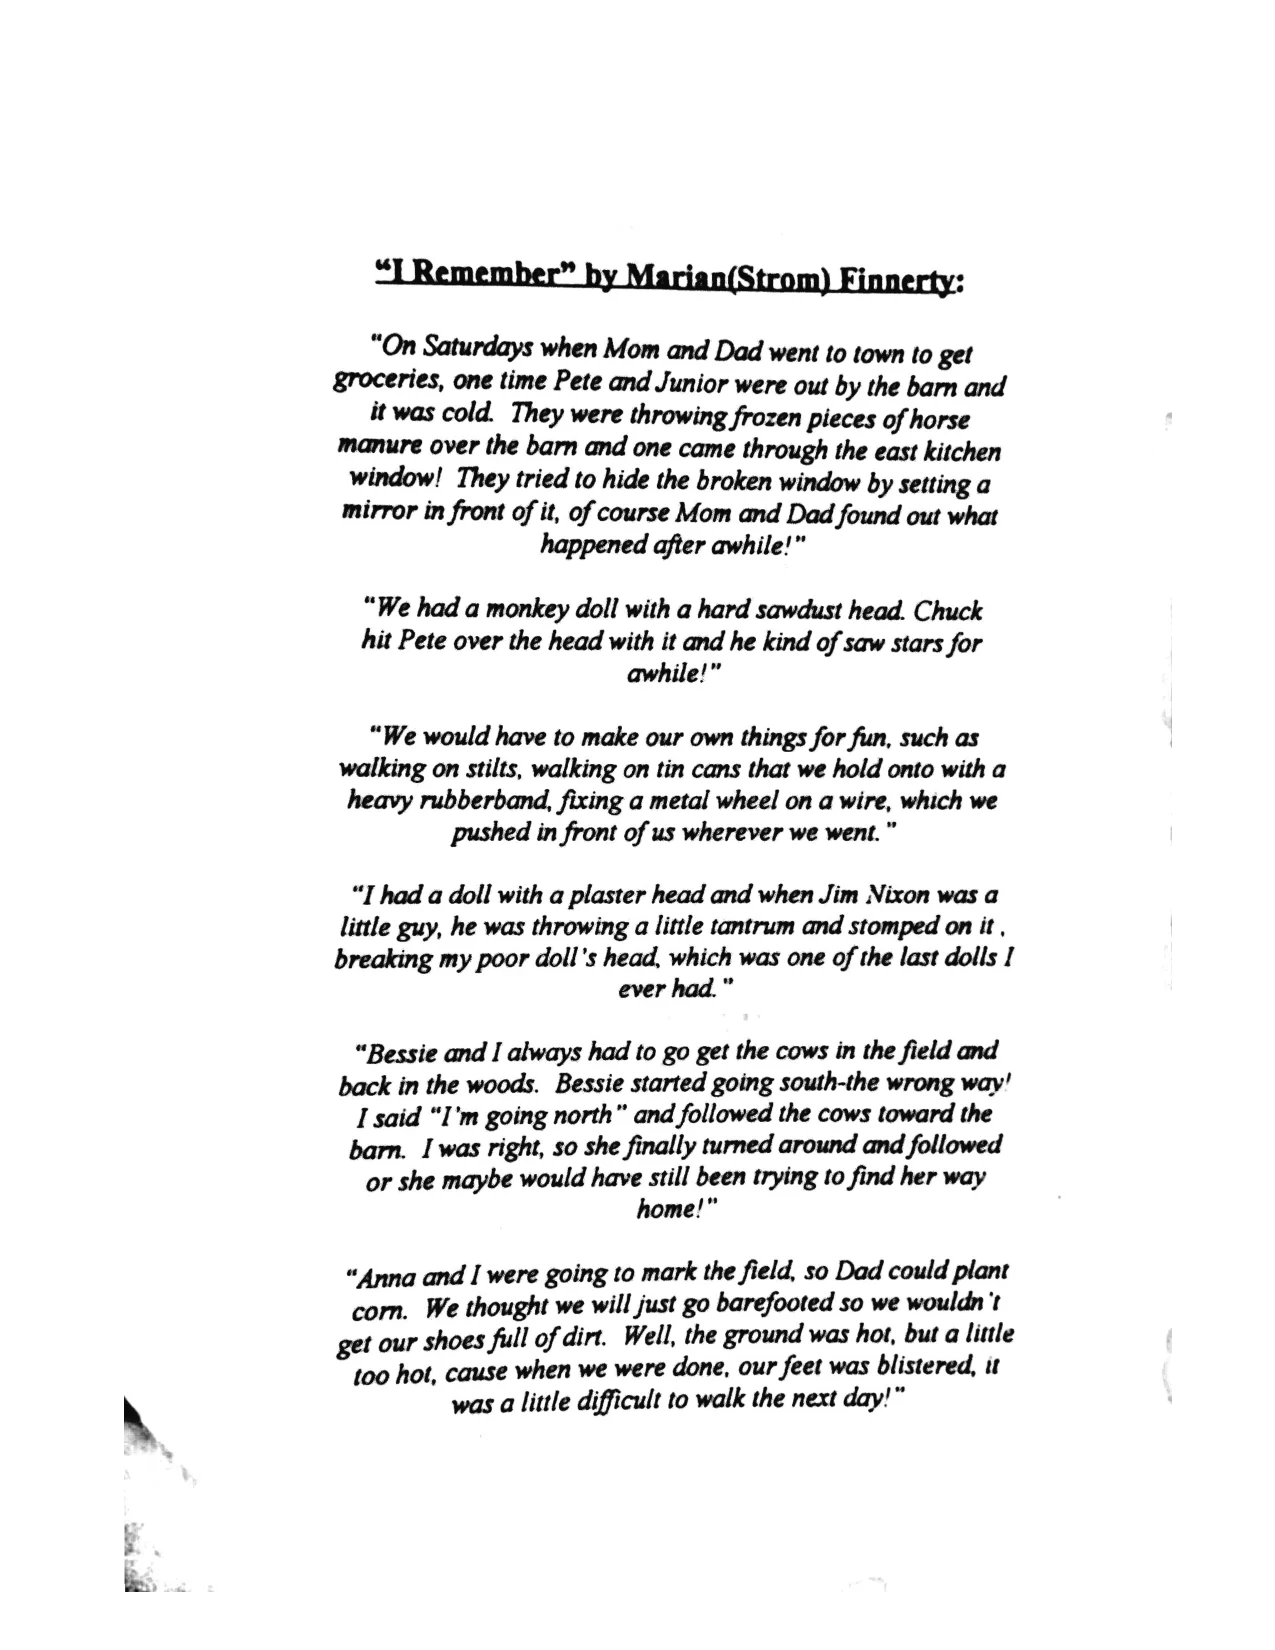 “I Remember” by Marian(Strom) Finnerty:
“On Saturdays when Mom and Dad went to town to get
groceries, one time Pete and Junior were out by the barn and
it was cold.  They were throwing frozen pieces of horse
manure over the barn and one came through the east kitchen
window!  They tried to hide the broken window by setting a
mirror in front of it, of course Mom and Dad found out what
happened after awhile!”
“We had a monkey doll with a hard sawdust head. Chuck
hit Pete over the head with it and he kind of saw stars for
awhile!”
“We would have to make our own things for fun, such as
walking on stilts, walking on tin cans that we hold onto with a
heavy rubberband, fixing a metal wheel on a wire, which we
pushed in front of us wherever we went.”
“I had a doll with a plaster head and when Jim Nixon was a
little guy, he was throwing a little tantrum and stomped on it ,
breaking my poor doll’s head, which was one of the last dolls I
ever had.”
“Bessie and I always had to go get the cows in the field and
back in the woods.  Bessie started going south-the wrong way!
I said “I’m going north” and followed the cows toward the
barn.  I was right, so she finally turned around and followed
or she maybe would have still been trying to find her way
home!”
“Anna and I were going to mark the field, so Dad could plant
corn.  We thought we will just go barefooted so we wouldn’t
get our shoes full of dirt.  Well, the ground was hot, but a little
too hot, cause when we were done, our feet was blistered, it
was a little difficult to walk the next day!”